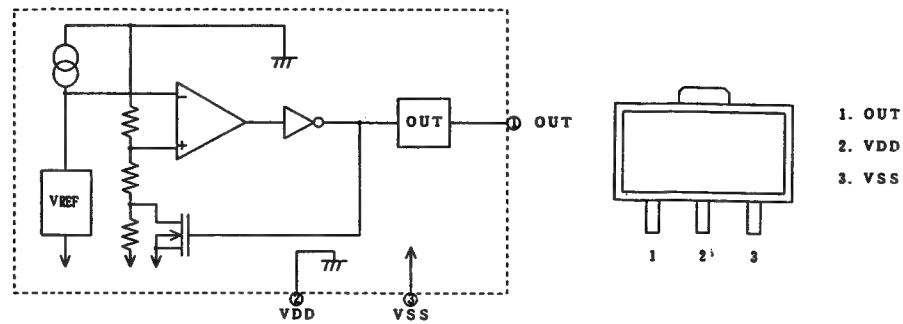 −
+
VREF
OUT
① OUT
②
VDD
③
VSS
1 2 3
1. OUT
2. VDD
3. VSS